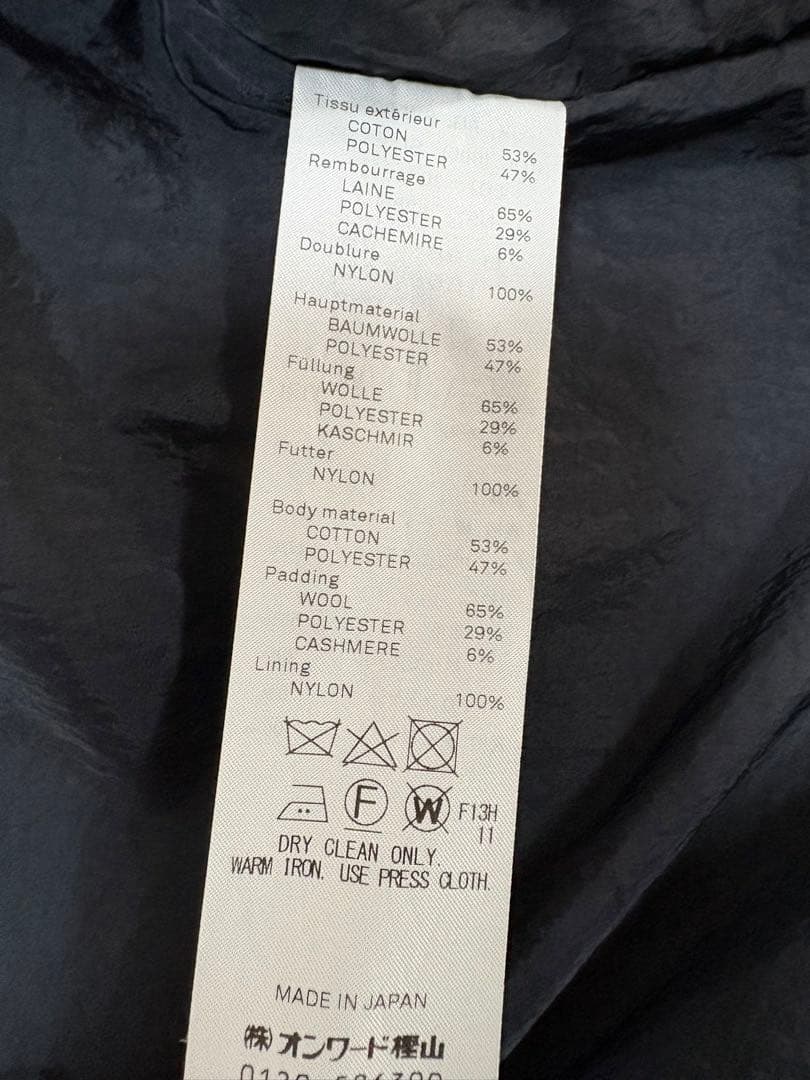 Tissu extérieur
COTON 53%
POLYESTER 47%
Rembourrage
LAINE 65%
POLYESTER 29%
CACHEMIRE 6%
Doublure
NYLON 100%
Hauptmaterial
BAUMWOLLE 53%
POLYESTER 47%
Füllung
WOLLE 65%
POLYESTER 29%
KASCHMIR 6%
Futter
NYLON 100%
Body material
COTTON 53%
POLYESTER 47%
Padding
WOOL 65%
POLYESTER 29%
CASHMERE 6%
Lining
NYLON 100%
F W F13H
11
DRY CLEAN ONLY.
WARM IRON. USE PRESS CLOTH.
MADE IN JAPAN
(株)オンワード樫山